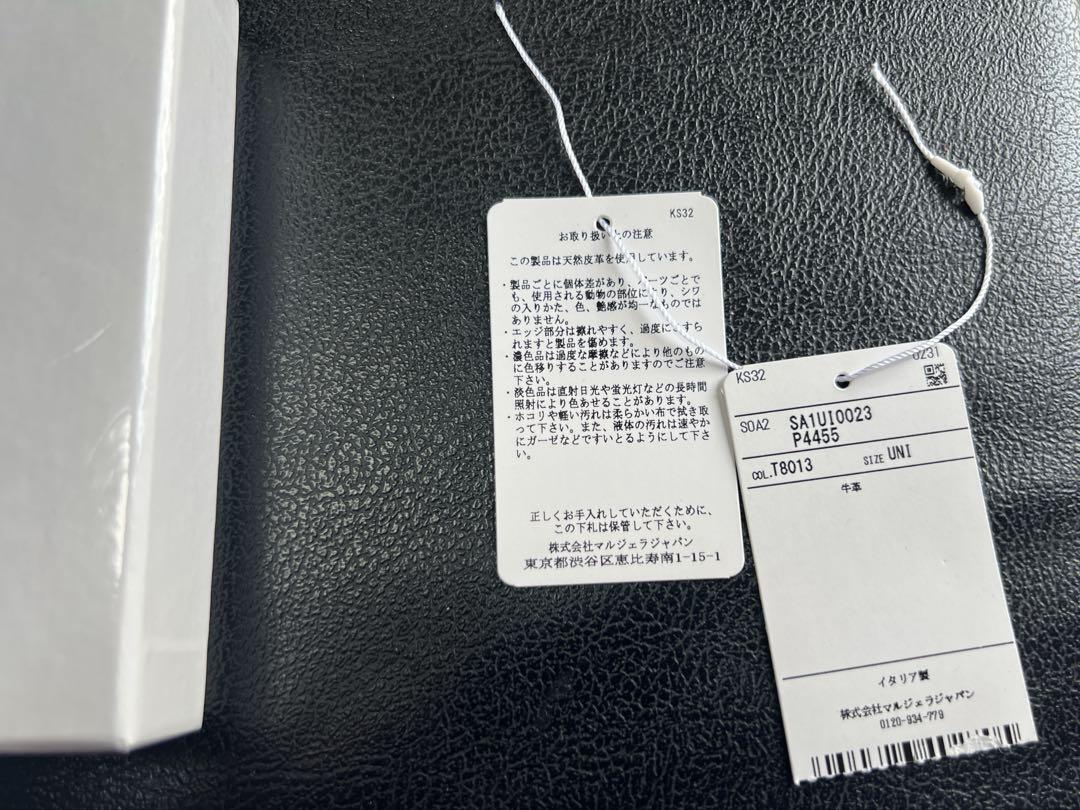 KS32
お取り扱い上の注意
この製品は天然皮革を使用しています。
・製品ごとに個体差があり、パーツごとで
も、使用される動物の部位により、シワ
の入りかた、色、艶感が均一なものでは
ありません。
・エッジ部分は擦れやすく、過度にこすら
れますと製品を傷めます。
・濃色品は過度な摩擦などにより他のもの
に色移りすることがありますのでご注意
下さい。
・淡色品は直射日光や蛍光灯などの長時間
照射により色あせることがあります。
・ホコリや軽い汚れは柔らかい布で拭き取
って下さい。また、液体の汚れは速やか
にガーゼなどですいとるようにして下さ
い。
正しくお手入れしていただくために、
この下札は保管して下さい。
株式会社マルジェラジャパン
東京都渋谷区恵比寿南1-15-1
KS32
0231
SOA2 SA1UI0023
P4455
COL.T8013 SIZE UNI
牛革
イタリア製
株式会社マルジェラジャパン
0120-934-779